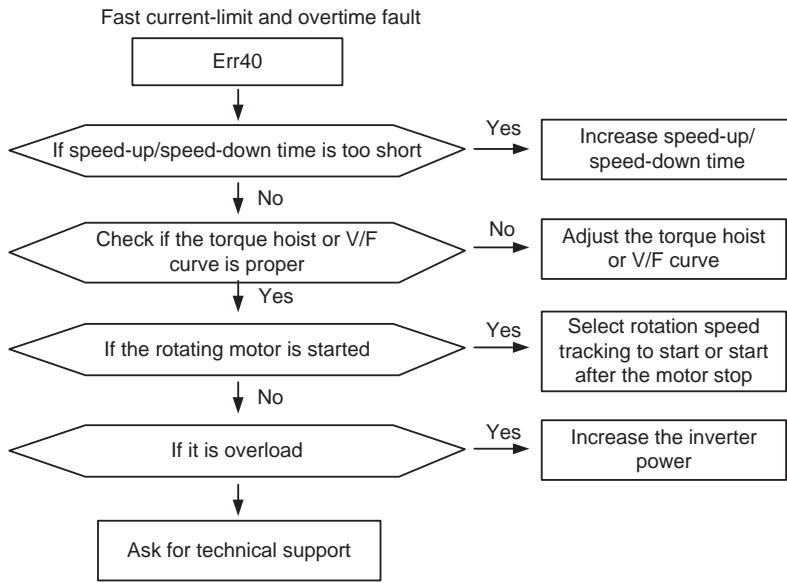 Fast current-limit and overtime fault
Err40
If speed-up/speed-down time is too short
Yes
Increase speed-up/
speed-down time
No
Check if the torque hoist or V/F
curve is proper
No
Adjust the torque hoist
or V/F curve
Yes
If the rotating motor is started
Yes
Select rotation speed
tracking to start or start
after the motor stop
No
If it is overload
Yes
Increase the inverter
power
Ask for technical support